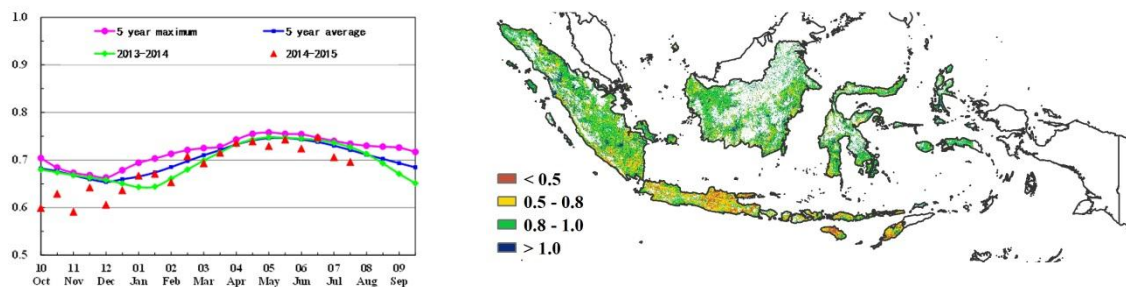 1.0
5 year maximum
5 year average
2013-2014
2014-2015
0.9
0.8
0.7
0.6
0.5
10 11 12 01 02 03 04 05 06 07 08 09
Oct Nov Dec Jan Feb Mar Apr May Jun Jul Aug Sep
< 0.5
0.5 - 0.8
0.8 - 1.0
> 1.0